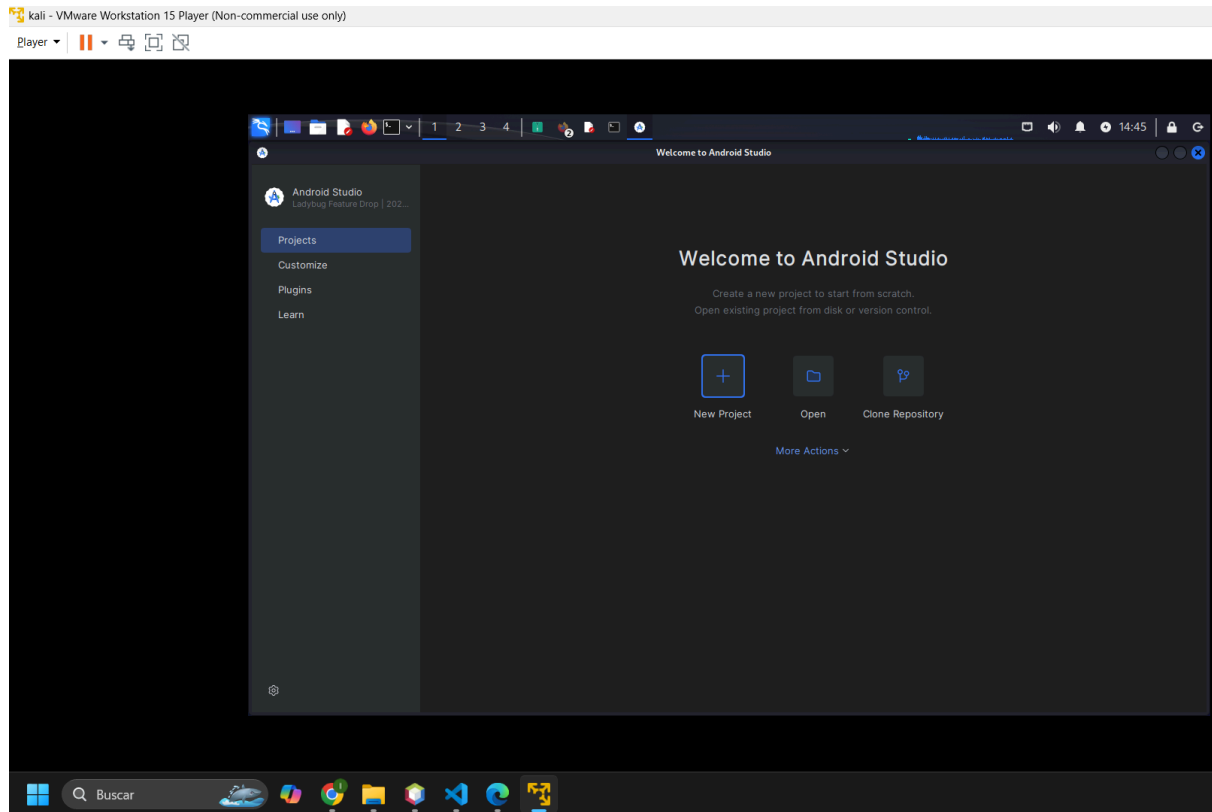 kali - VMware Workstation 15 Player (Non-commercial use only)
Player
1 2 3 4
2
14:45
Welcome to Android Studio
Android Studio
Ladybug Feature Drop | 202...
Projects
Customize
Plugins
Learn
Welcome to Android Studio
Create a new project to start from scratch.
Open existing project from disk or version control.
New Project Open Clone Repository
More Actions
Buscar